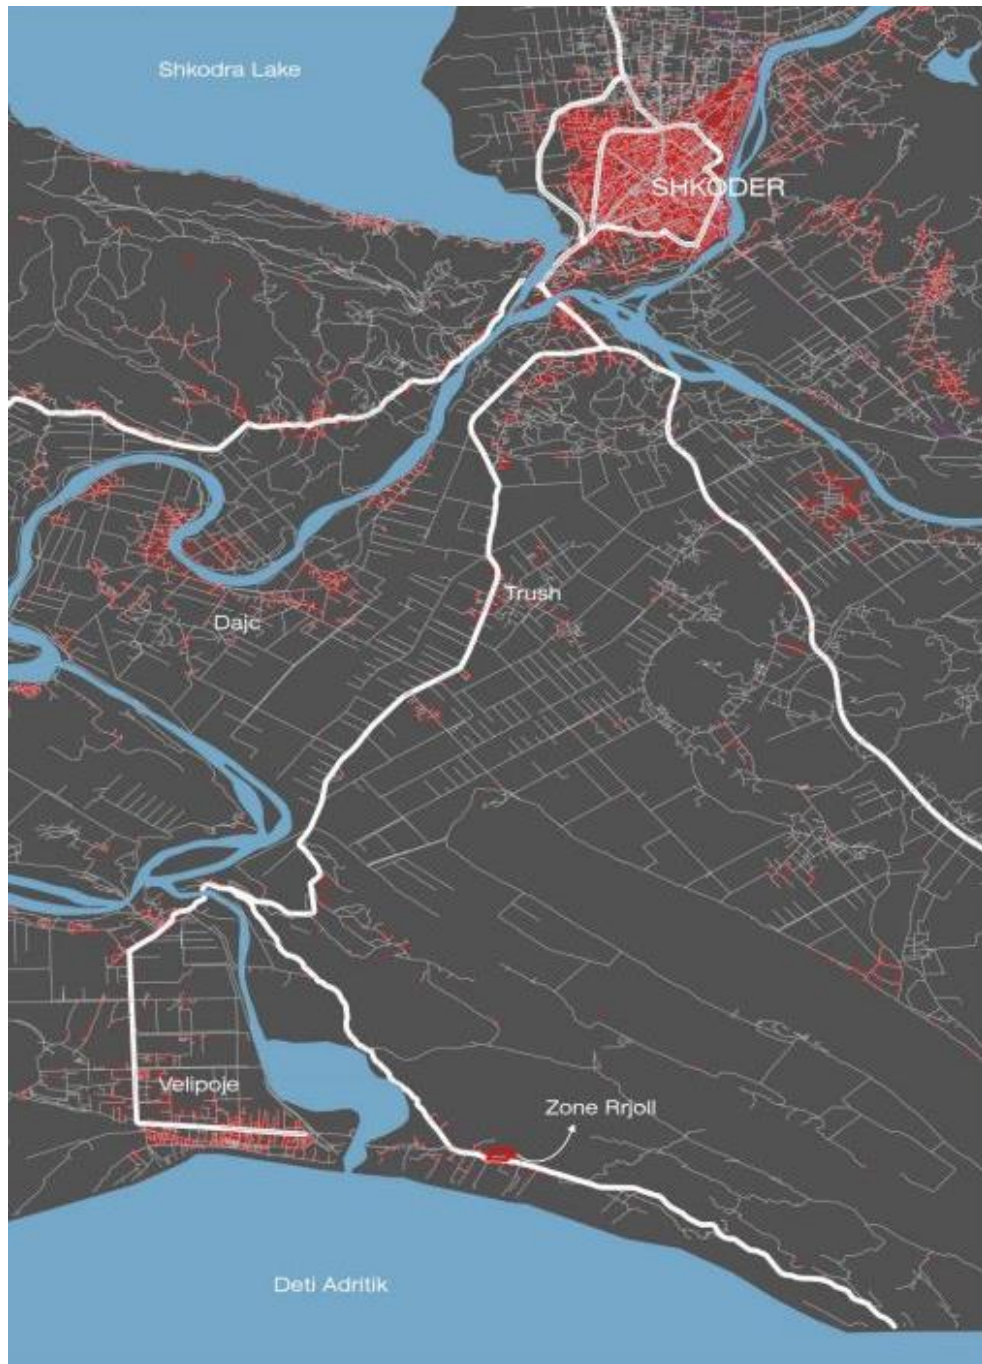 Shkodra Lake
SHKODER
Trush
Dajc
Velipoje
Zone Rrjoll
Deti Adritik